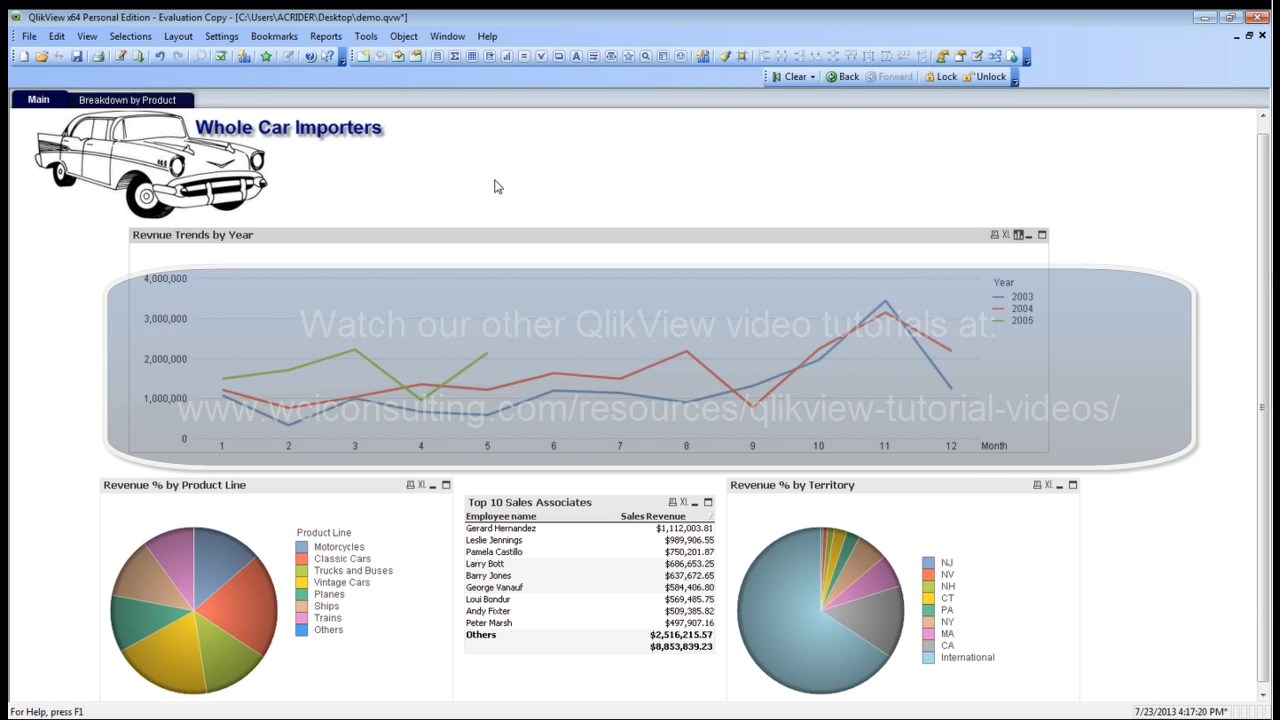 QlikView x64 Personal Edition - Evaluation Copy - [C:\Users\ACRIDER\Desktop\demo.qvw*]
File Edit View Selections Layout Settings Bookmarks Reports Tools Object Window Help
Clear Back Forward Lock Unlock
Main Breakdown by Product
Whole Car Importers
Revnue Trends by Year XL
Watch our other QlikView video tutorials at:
www.wciconsulting.com/resources/qlikview-tutorial-videos/
4,000,000
3,000,000
2,000,000
1,000,000
0
1 2 3 4 5 6 7 8 9 10 11 12 Month
Year
2003
2004
2005
Revenue % by Product Line XL
Product Line
Motorcycles
Classic Cars
Trucks and Buses
Vintage Cars
Planes
Ships
Trains
Others
Top 10 Sales Associates XL
Employee name Sales Revenue
Gerard Hernandez $1,112,003.81
Leslie Jennings $989,906.55
Pamela Castillo $750,201.87
Larry Bott $686,653.25
Barry Jones $637,672.65
George Vanauf $584,406.80
Loui Bondur $569,485.75
Andy Fixter $509,385.82
Peter Marsh $497,907.16
Others $2,516,215.57
$8,853,839.23
Revenue % by Territory XL
NJ
NV
NH
CT
PA
NY
MA
CA
International
For Help, press F1 7/23/2013 4:17:20 PM*